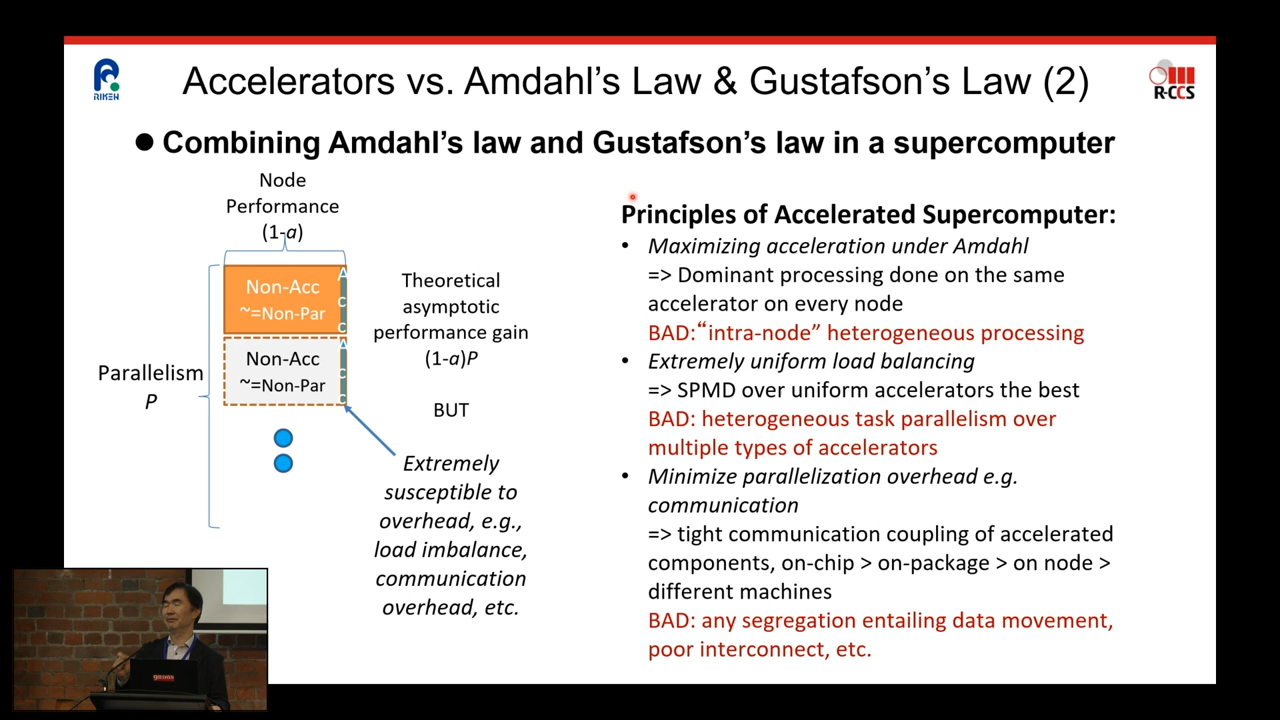 RIKEN
Accelerators vs. Amdahl's Law & Gustafson's Law (2)
R-CCS
● Combining Amdahl's law and Gustafson's law in a supercomputer
Node
Performance
(1-a)
Non-Acc
~=Non-Par
A
C
C
Non-Acc
~=Non-Par
A
C
C
Parallelism
P
Theoretical
asymptotic
performance gain
(1-a)P
BUT
Extremely
susceptible to
overhead, e.g.,
load imbalance,
communication
overhead, etc.
Principles of Accelerated Supercomputer:
• Maximizing acceleration under Amdahl
=> Dominant processing done on the same
accelerator on every node
BAD:“intra-node” heterogeneous processing
• Extremely uniform load balancing
=> SPMD over uniform accelerators the best
BAD: heterogeneous task parallelism over
multiple types of accelerators
• Minimize parallelization overhead e.g.
communication
=> tight communication coupling of accelerated
components, on-chip > on-package > on node >
different machines
BAD: any segregation entailing data movement,
poor interconnect, etc.